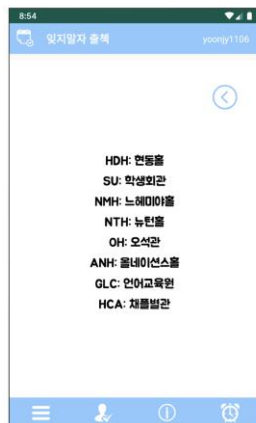 8:54
잊지말자 출첵
yoonjy1106
HDH: 현동홀
SU: 학생회관
NMH: 느헤미야홀
NTH: 뉴턴홀
OH: 오석관
ANH: 올네이션스홀
GLC: 언어교육원
HCA: 채플별관